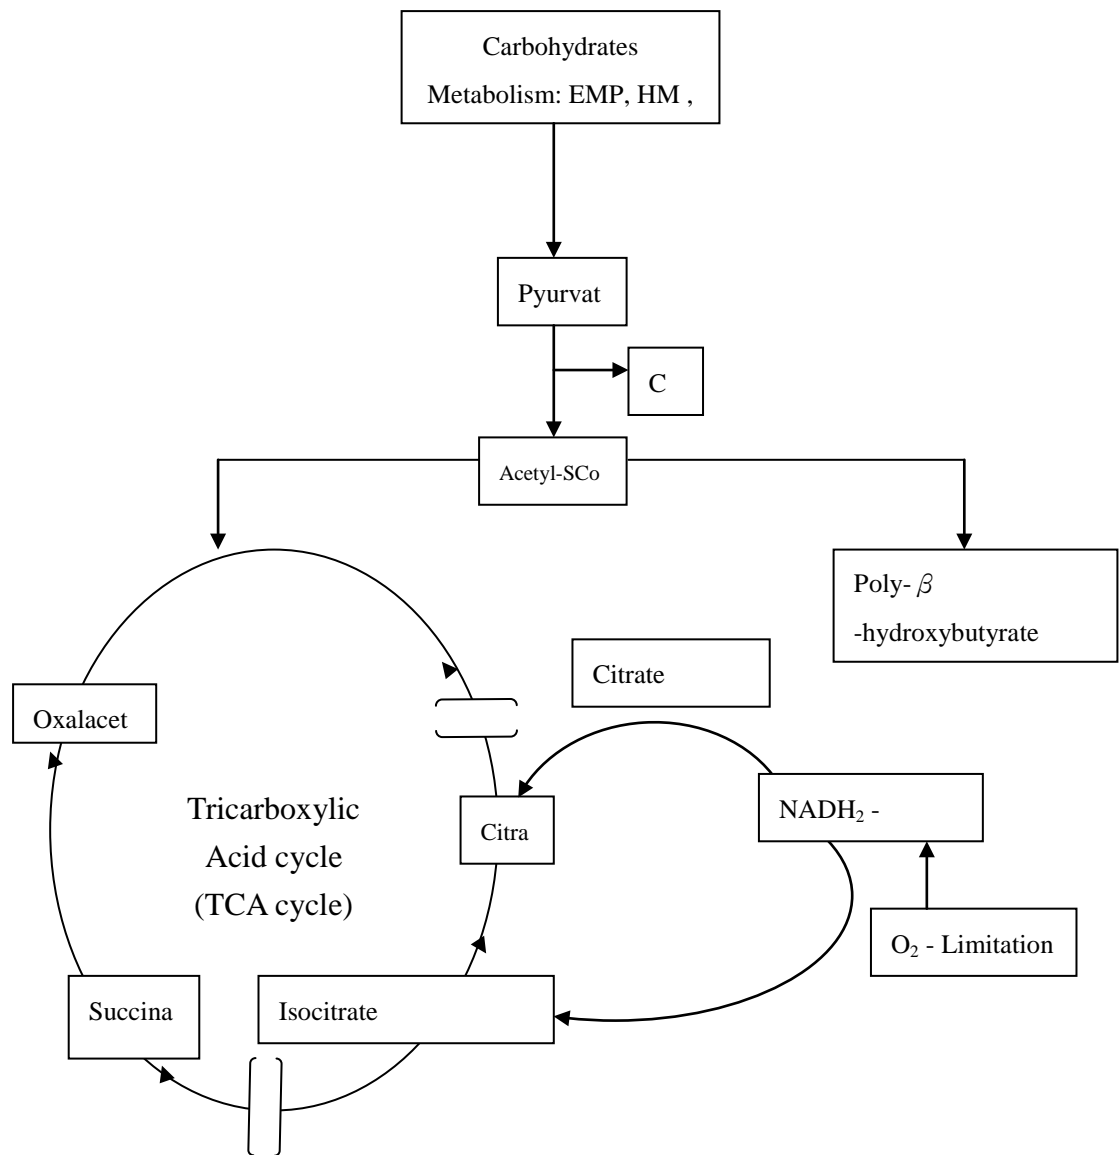 Carbohydrates
Metabolism: EMP, HM ,
Pyurvat
C
Acetyl-SCo
Poly- β
-hydroxybutyrate
Citrate
Oxalacet
Tricarboxylic
Acid cycle
(TCA cycle)
Citra
NADH₂ -
O₂ - Limitation
Succina
Isocitrate